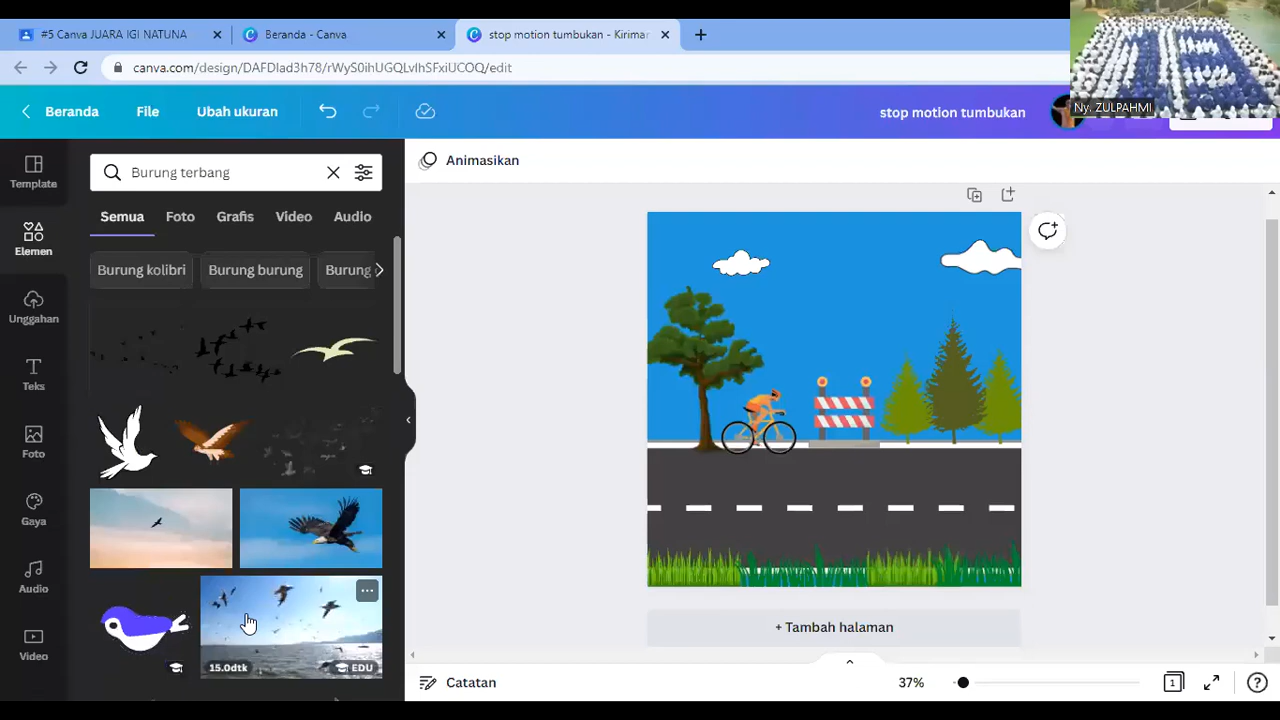 #5 Canva JUARA IGI NATUNA
Beranda - Canva
stop motion tumbukan - Kirimar
canva.com/design/DAFDIad3h78/rWyS0ihUGQLvIhSFxiUCOQ/edit
Ny. ZULPAHMI
Beranda
File
Ubah ukuran
stop motion tumbukan
Template
Elemen
Unggahan
Teks
Foto
Gaya
Audio
Video
Burung terbang
Semua
Foto
Grafis
Video
Audio
Burung kolibri
Burung burung
Burung
15.0dtk
EDU
Animasikan
+ Tambah halaman
Catatan
37%
1